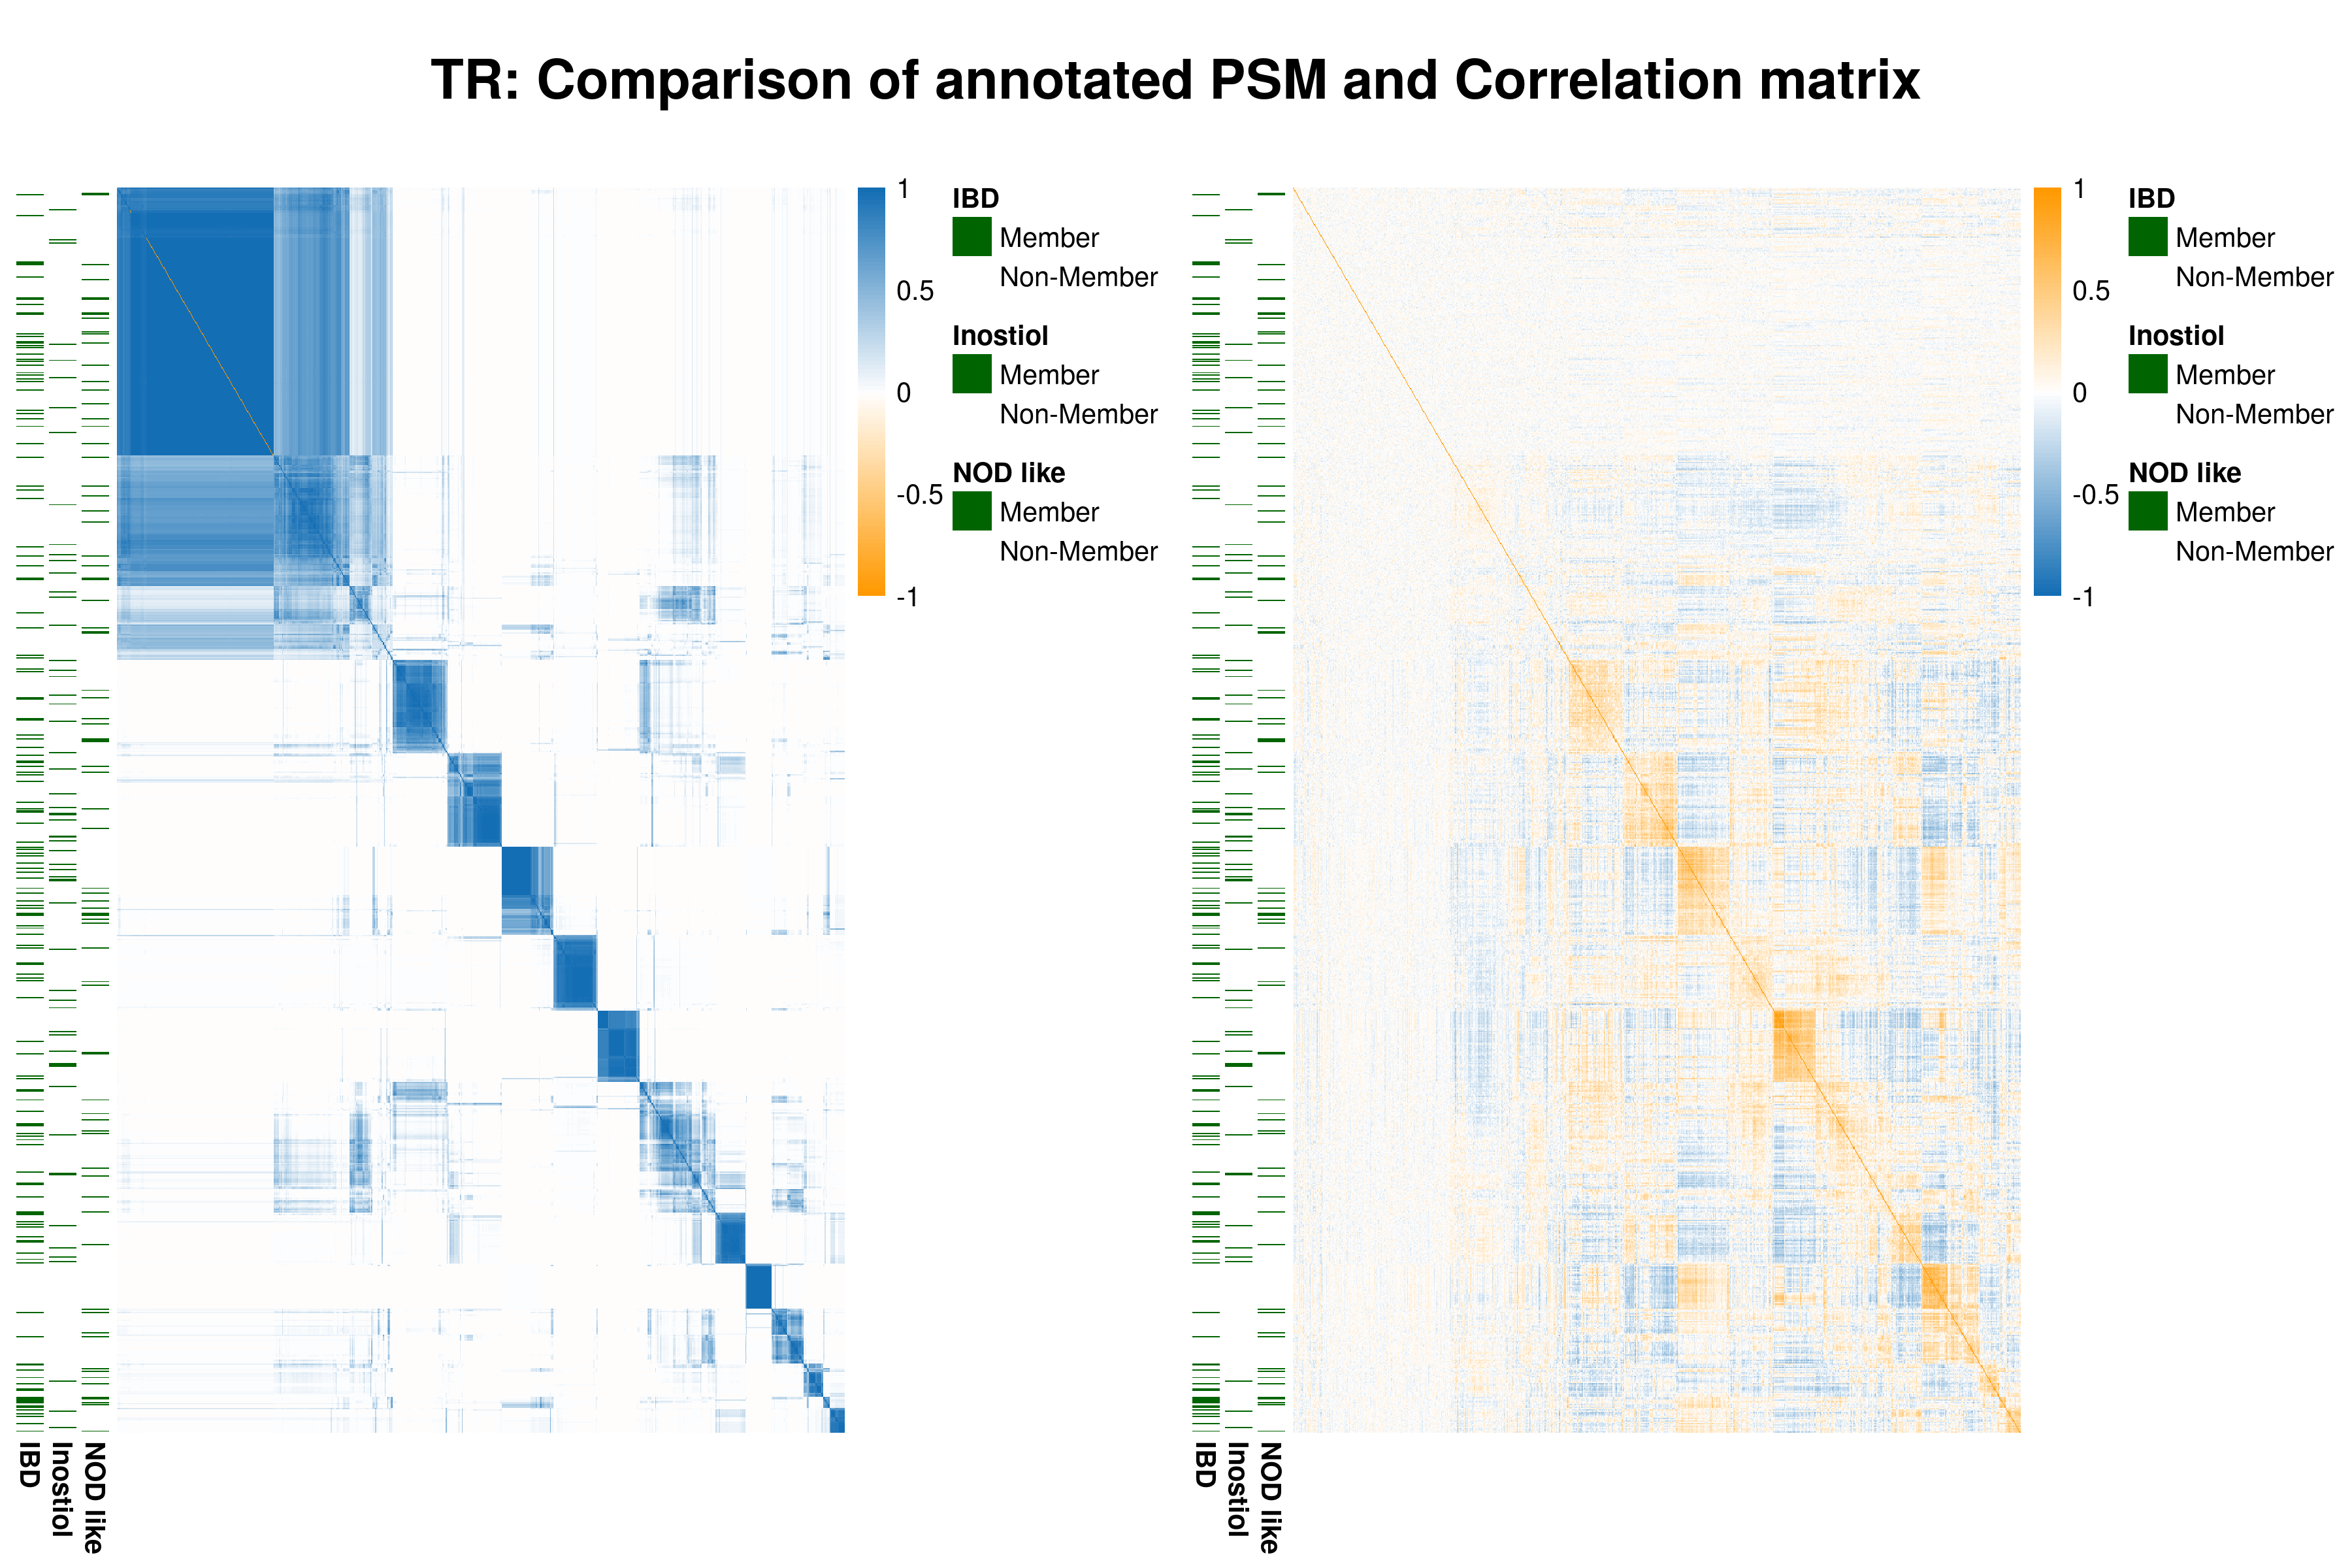 TR: Comparison of annotated PSM and Correlation matrix
1
0.5
0
-0.5
-1
IBD
Member
Non-Member
Inostiol
Member
Non-Member
NOD like
Member
Non-Member
IBD
Inostiol
NOD like
1
0.5
0
-0.5
-1
IBD
Member
Non-Member
Inostiol
Member
Non-Member
NOD like
Member
Non-Member
IBD
Inostiol
NOD like